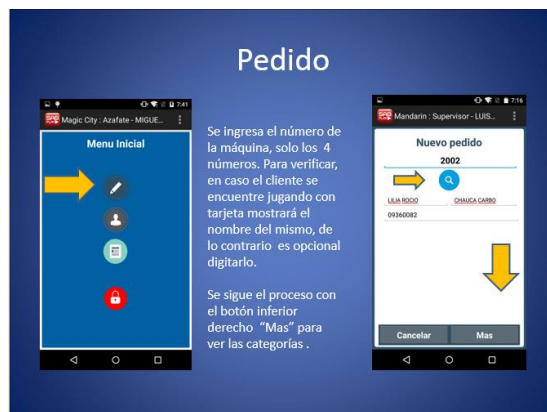 Pedido
7:41
Magic City : Azafate - MIGUE...
Menu Inicial
Se ingresa el número de
la máquina, solo los 4
números. Para verificar,
en caso el cliente se
encuentre jugando con
tarjeta mostrará el
nombre del mismo, de
lo contrario es opcional
digitarlo.
Se sigue el proceso con
el botón inferior
derecho “Mas” para
ver las categorías .
7:16
Mandarin : Supervisor - LUIS...
Nuevo pedido
2002
LILIA ROCIO CHAUCA CARBO
09360082
Cancelar Mas